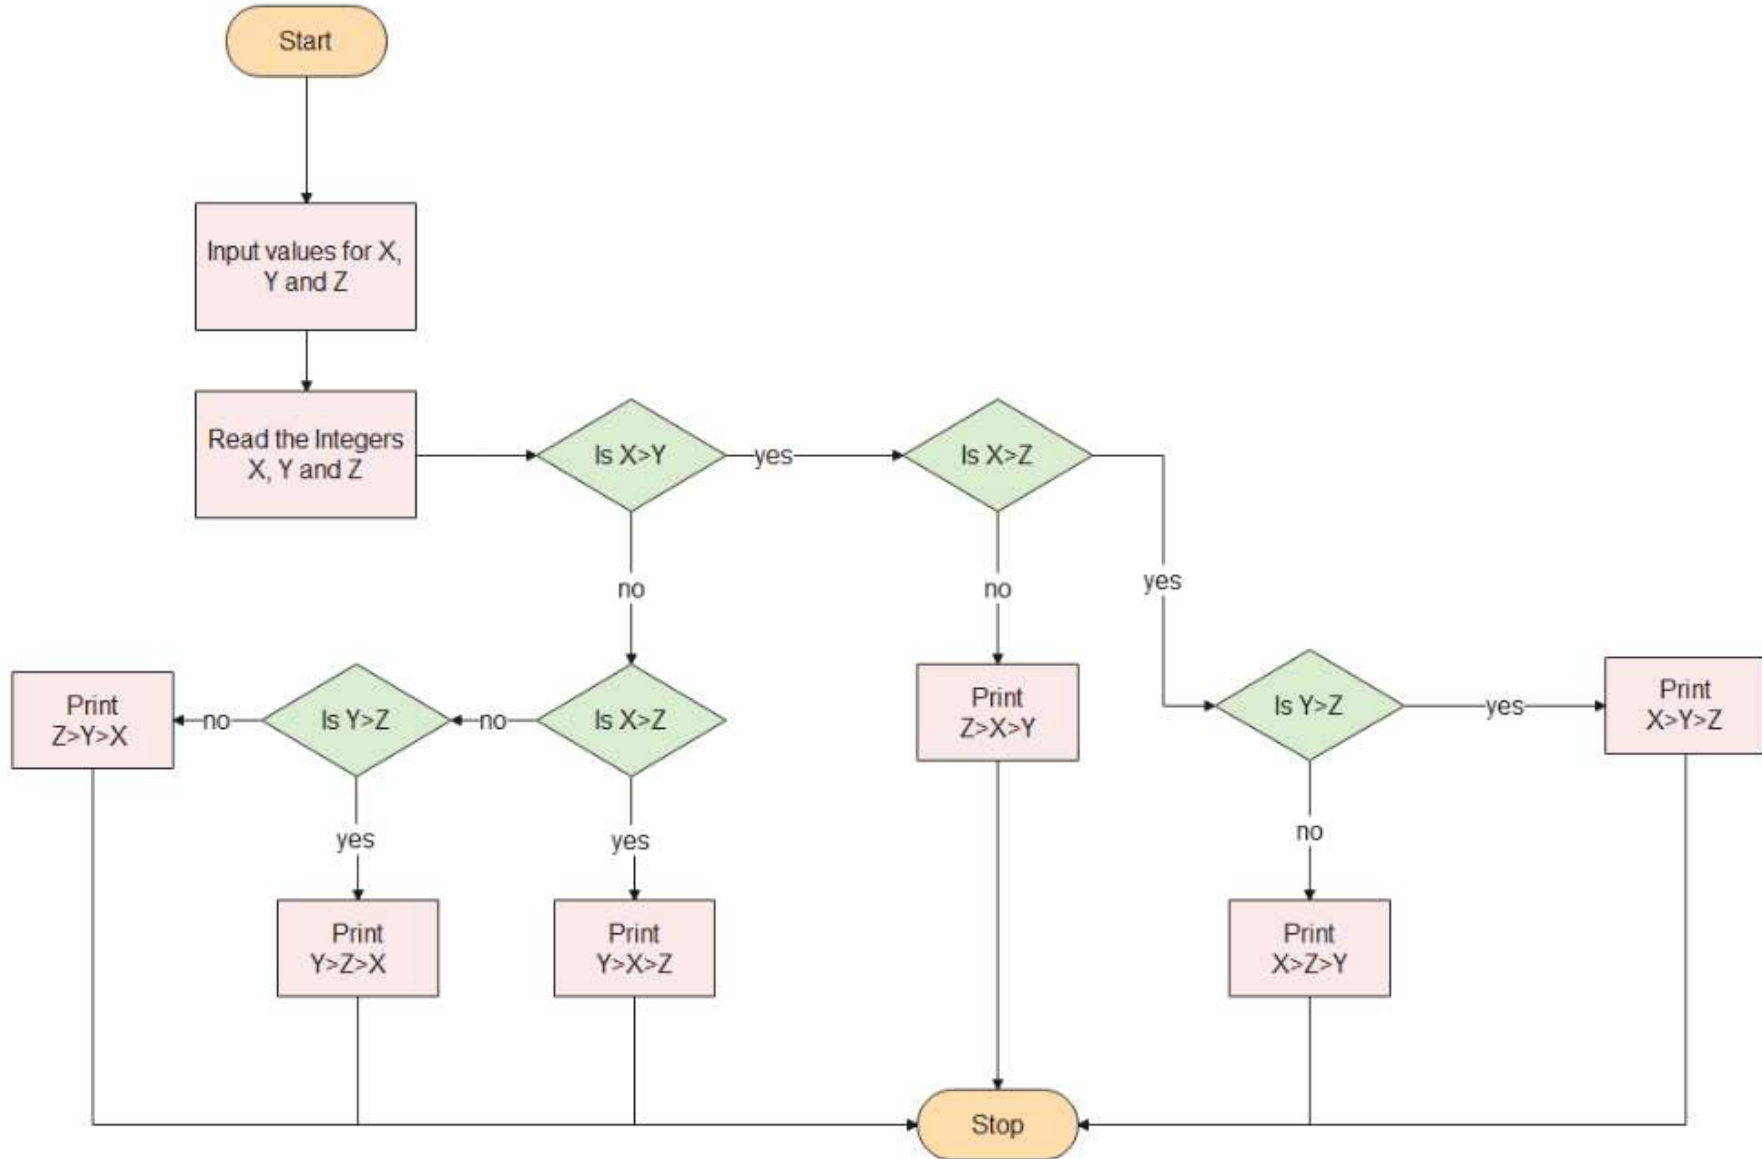 Start
Input values for X,
Y and Z
Read the Integers
X, Y and Z
Is X>Y
yes
Is X>Z
yes
no
no
Is Y>Z
yes
Print
X>Y>Z
Print
Z>X>Y
Is X>Z
no
Is Y>Z
no
Print
Z>Y>X
yes
yes
no
Print
Y>Z>X
Print
Y>X>Z
Print
X>Z>Y
Stop